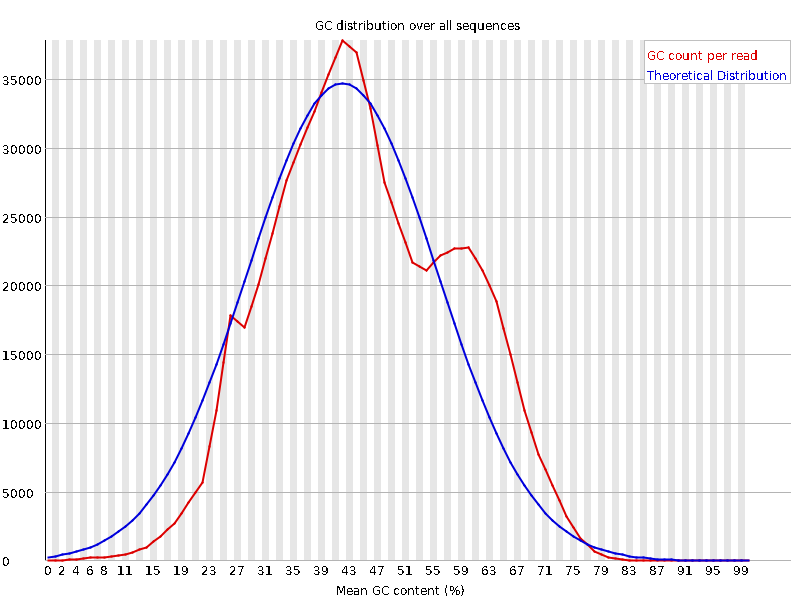 GC distribution over all sequences
GC count per read
Theoretical Distribution
35000
30000
25000
20000
15000
10000
5000
0
0 2 4 6 8 11 15 19 23 27 31 35 39 43 47 51 55 59 63 67 71 75 79 83 87 91 95 99
Mean GC content (%)